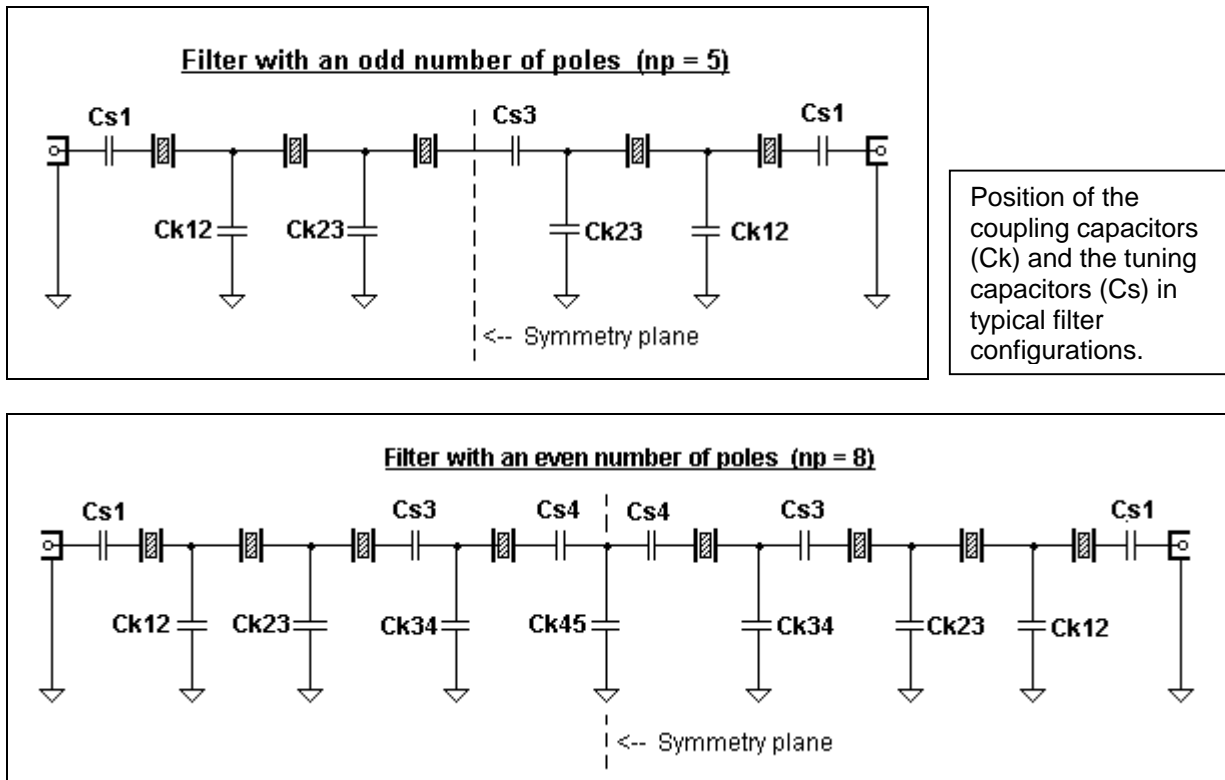 Filter with an odd number of poles (np = 5)
Cs1
Cs3
Cs1
Ck12
Ck23
Ck23
Ck12
<-- Symmetry plane
Position of the
coupling capacitors
(Ck) and the tuning
capacitors (Cs) in
typical filter
configurations.
Filter with an even number of poles (np = 8)
Cs1
Cs3
Cs4
Cs4
Cs3
Cs1
Ck12
Ck23
Ck34
Ck45
Ck34
Ck23
Ck12
<-- Symmetry plane